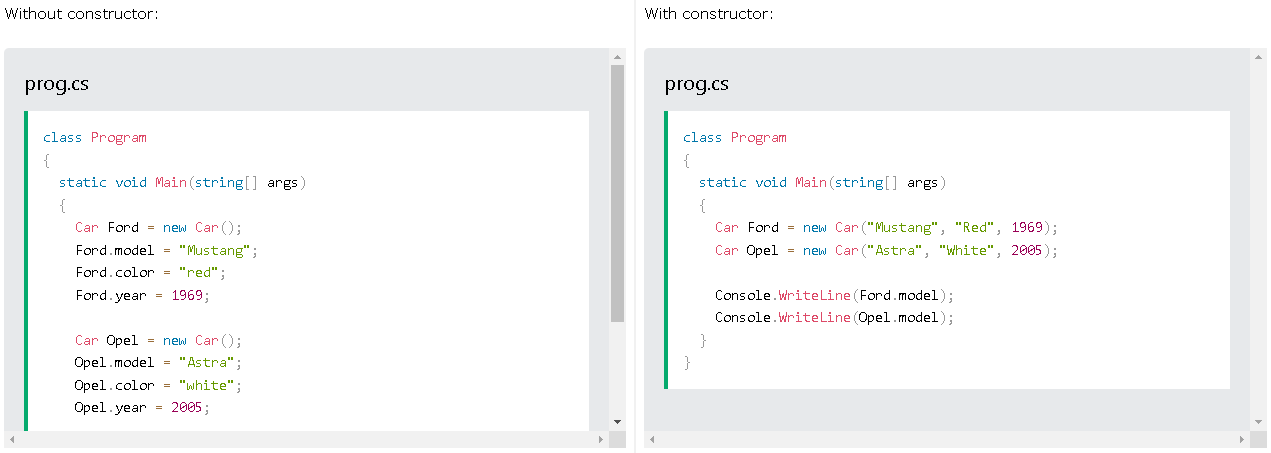 Without constructor:
prog.cs
class Program
{
  static void Main(string[] args)
  {
    Car Ford = new Car();
    Ford.model = "Mustang";
    Ford.color = "red";
    Ford.year = 1969;

    Car Opel = new Car();
    Opel.model = "Astra";
    Opel.color = "white";
    Opel.year = 2005;
With constructor:
prog.cs
class Program
{
  static void Main(string[] args)
  {
    Car Ford = new Car("Mustang", "Red", 1969);
    Car Opel = new Car("Astra", "White", 2005);

    Console.WriteLine(Ford.model);
    Console.WriteLine(Opel.model);
  }
}